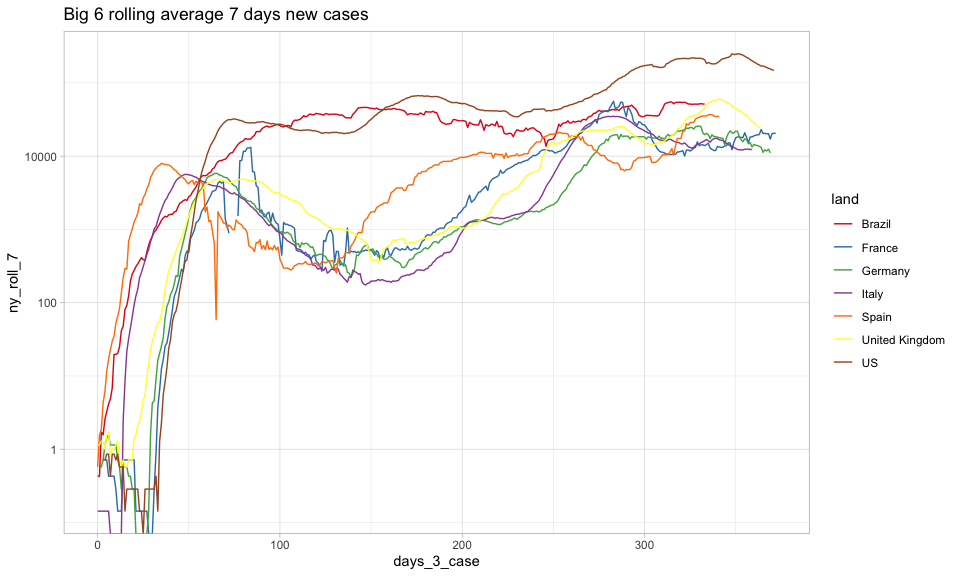 Big 6 rolling average 7 days new cases
ny_roll_7
10000
100
1
0
100
200
300
days_3_case
land
Brazil
France
Germany
Italy
Spain
United Kingdom
US